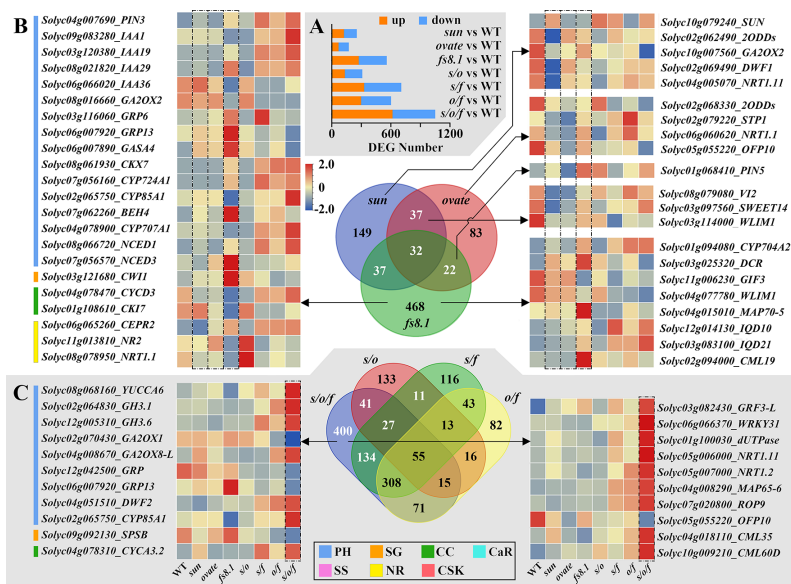 B
Solyc04g007690_PIN3
Solyc09g083280_IAA1
Solyc03g120380_IAA19
Solyc08g021820_IAA29
Solyc06g066020_IAA36
Solyc08g016660_GA2OX2
Solyc03g116060_GRP6
Solyc06g007920_GRP13
Solyc06g007890_GASA4
Solyc08g061930_CKX7
Solyc07g056160_CYP724A1
Solyc02g065750_CYP85A1
Solyc07g062260_BEH4
Solyc04g078900_CYP707A1
Solyc08g066720_NCED1
Solyc07g056570_NCED3
Solyc03g121680_CWI1
Solyc04g078470_CYCD3
Solyc01g108610_CKI7
Solyc06g065260_CEPR2
Solyc11g013810_NR2
Solyc08g078950_NRT1.1
A
up down
sun vs WT
ovate vs WT
fs8.1 vs WT
s/o vs WT
s/f vs WT
o/f vs WT
s/o/f vs WT
0 600 1200
DEG Number
2.0
-2.0
sun
ovate
149
37
83
32
37
22
468
fs8.1
Solyc10g079240_SUN
Solyc02g062490_2ODDs
Solyc10g007560_GA2OX2
Solyc02g069490_DWF1
Solyc04g005070_NRT1.11
Solyc02g068330_2ODDs
Solyc02g079220_STP1
Solyc06g060620_NRT1.1
Solyc05g055220_OFP10
Solyc01g068410_PIN5
Solyc08g079080_VI2
Solyc03g097560_SWEET14
Solyc03g114000_WLIM1
Solyc01g094080_CYP704A2
Solyc03g025320_DCR
Solyc11g006230_GIF3
Solyc04g077780_WLIM1
Solyc04g015010_MAP70-5
Solyc12g014130_IQD10
Solyc03g083100_IQD21
Solyc02g094000_CML19
C
Solyc08g068160_YUCCA6
Solyc02g064830_GH3.1
Solyc12g005310_GH3.6
Solyc02g070430_GA2OX1
Solyc04g008670_GA2OX8-L
Solyc12g042500_GRP
Solyc06g007920_GRP13
Solyc04g051510_DWF2
Solyc02g065750_CYP85A1
Solyc09g092130_SPSB
Solyc04g078310_CYCA3.2
WT sun ovate fs8.1 s/o s/f o/f s/o/f
s/o
s/f
s/o/f
o/f
133
116
41
11
43
400
27
13
82
134
55
16
308
15
71
PH SG CC CaR
SS NR CSK
Solyc03g082430_GRF3-L
Solyc06g066370_WRKY31
Solyc01g100030_dUTPase
Solyc05g006000_NRT1.11
Solyc05g007000_NRT1.2
Solyc04g008290_MAP65-6
Solyc07g020800_ROP9
Solyc05g055220_OFP10
Solyc04g018110_CML35
Solyc10g009210_CML60D
WT sun ovate fs8.1 s/o s/f o/f s/o/f